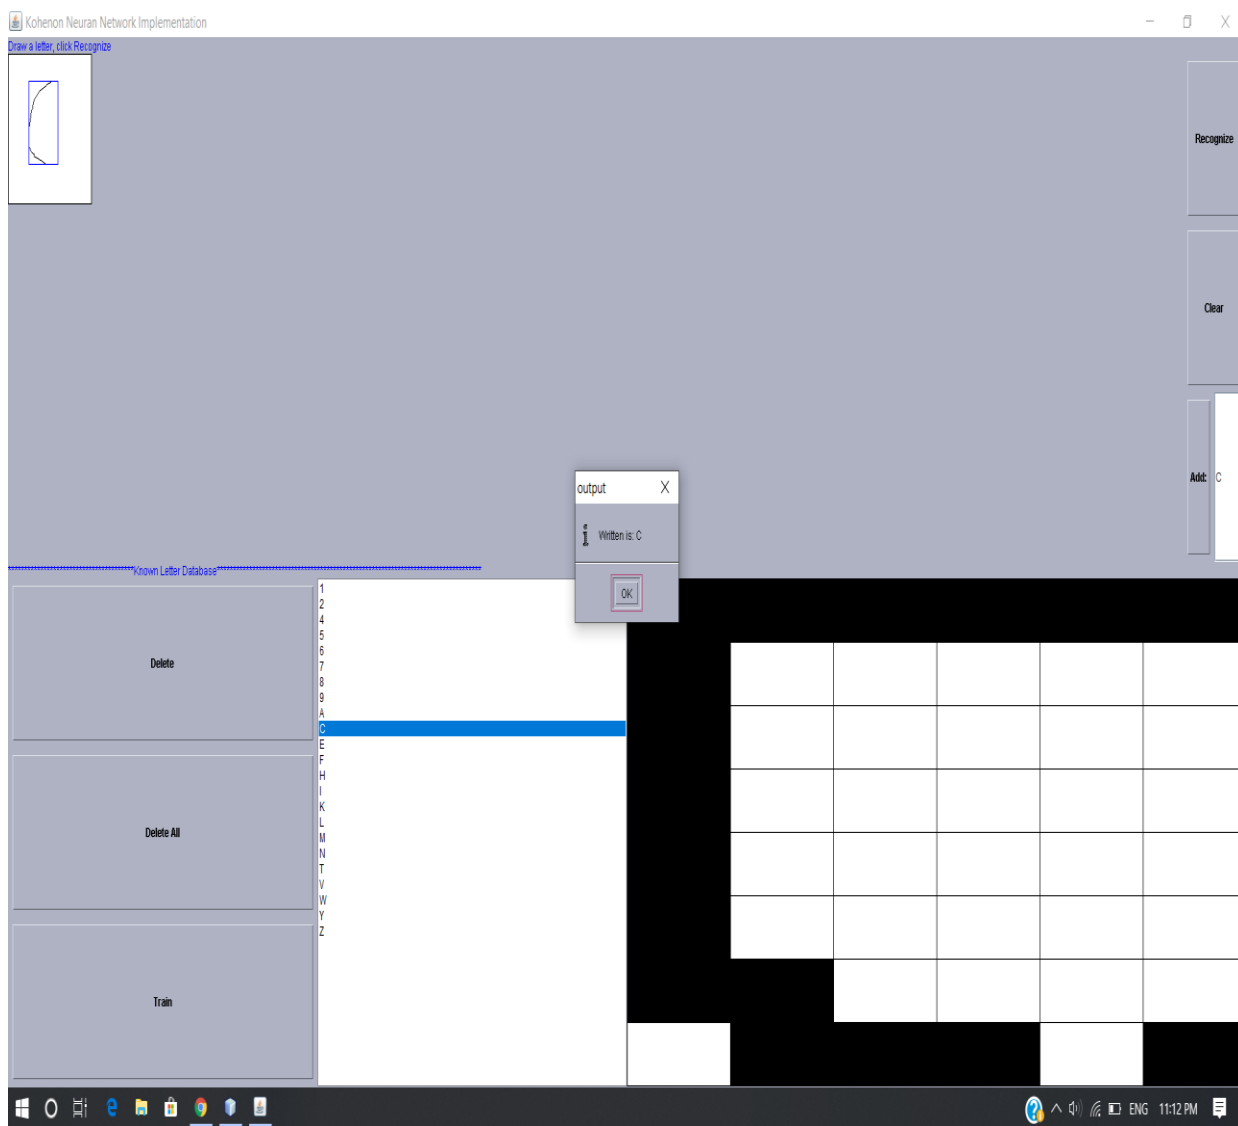 Kohenon Neuran Network Implementation
Draw a letter, click Recognize
Recognize
Clear
Add:
C
output
Written is: C
OK
Known Letter Database
Delete
Delete All
Train
1
2
4
5
6
7
8
9
A
C
E
F
H
I
K
L
M
N
T
V
W
Y
Z
ENG
11:12 PM